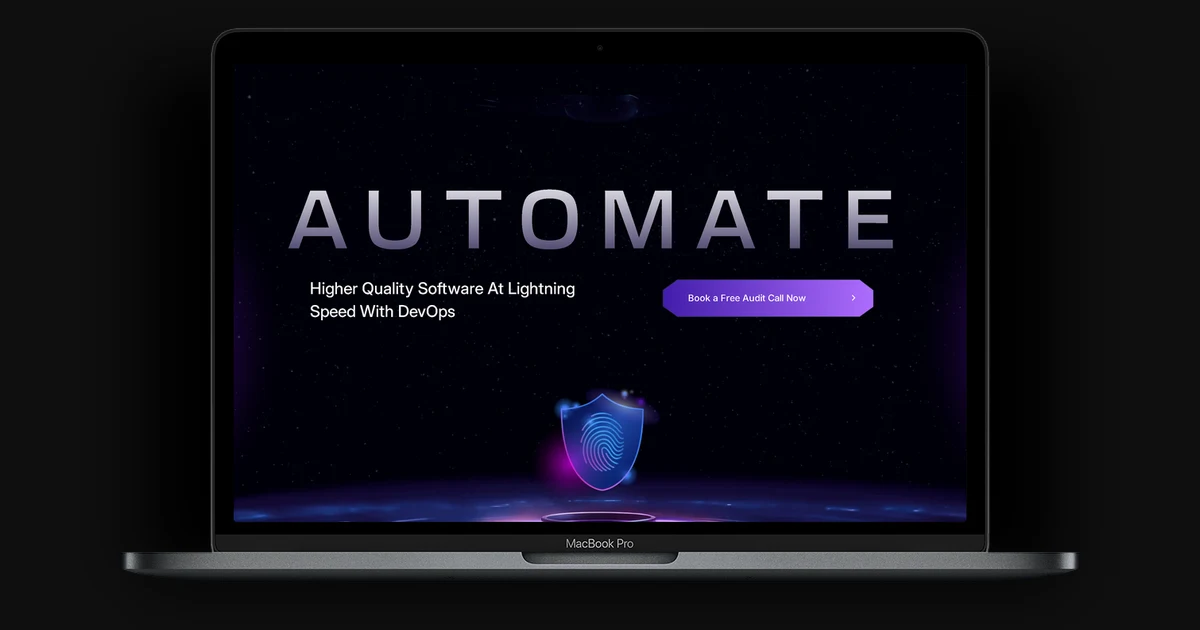 AUTOMATE
Higher Quality Software At Lightning
Speed With DevOps
Book a Free Audit Call Now
MacBook Pro